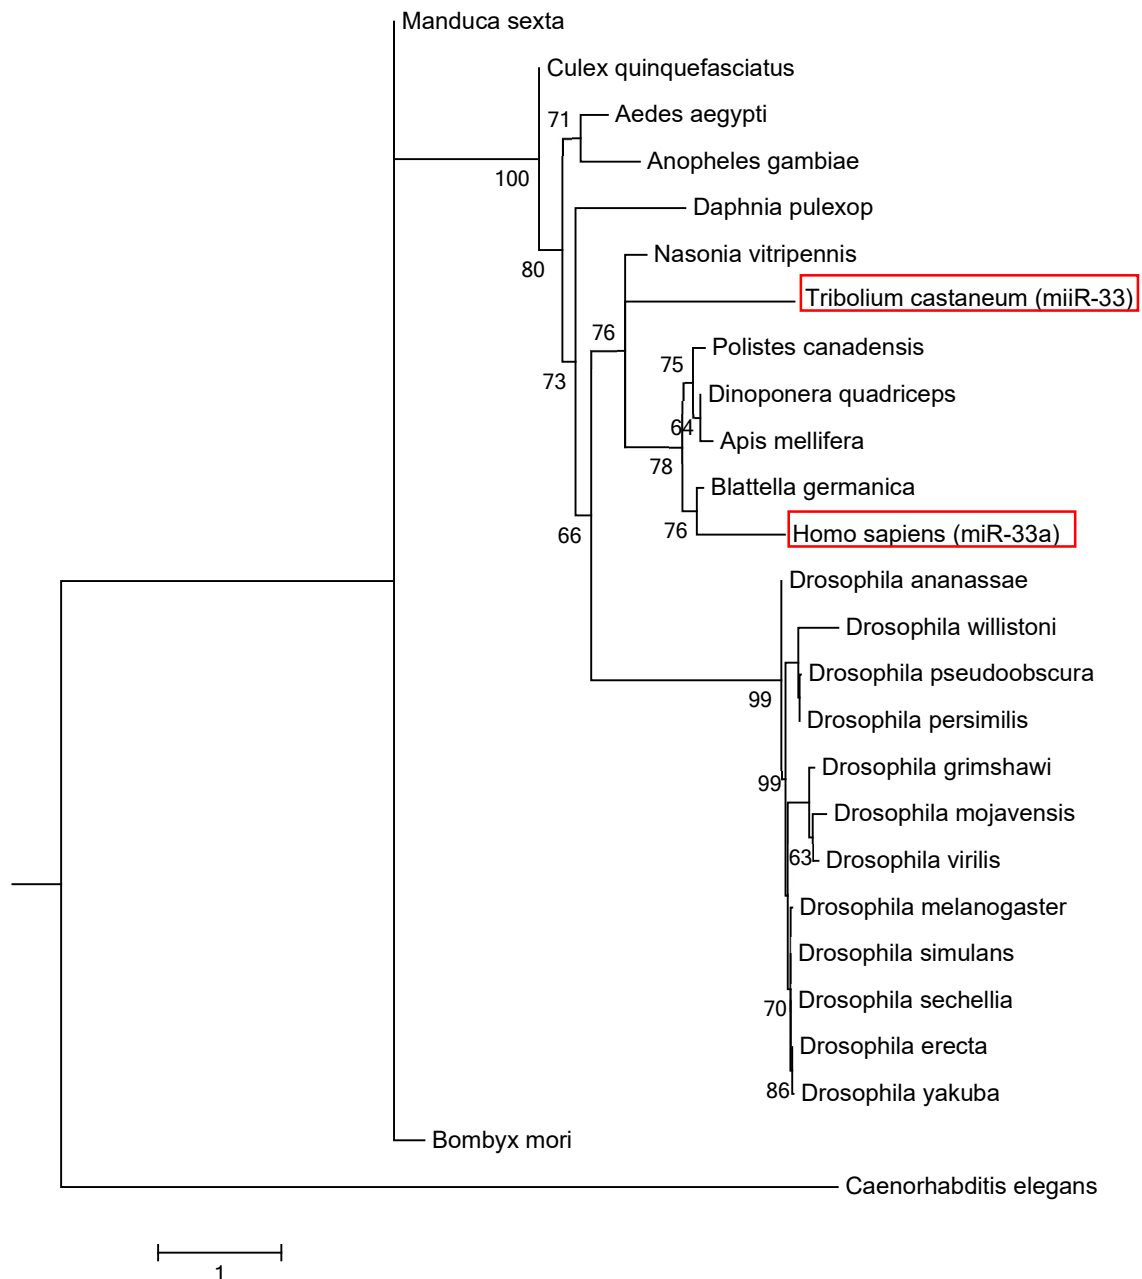 Manduca sexta
Culex quinquefasciatus
71
Aedes aegypti
Anopheles gambiae
100
Daphnia pulexop
Nasonia vitripennis
80
Tribolium castaneum (miiR-33)
76
Polistes canadensis
75
73
Dinoponera quadriceps
64
Apis mellifera
78
Blattella germanica
76
66
Homo sapiens (miR-33a)
Drosophila ananassae
Drosophila willistoni
Drosophila pseudoobscura
99
Drosophila persimilis
Drosophila grimshawi
99
Drosophila mojavensis
63
Drosophila virilis
Drosophila melanogaster
Drosophila simulans
Drosophila sechellia
70
Drosophila erecta
86
Drosophila yakuba
Bombyx mori
Caenorhabditis elegans
1